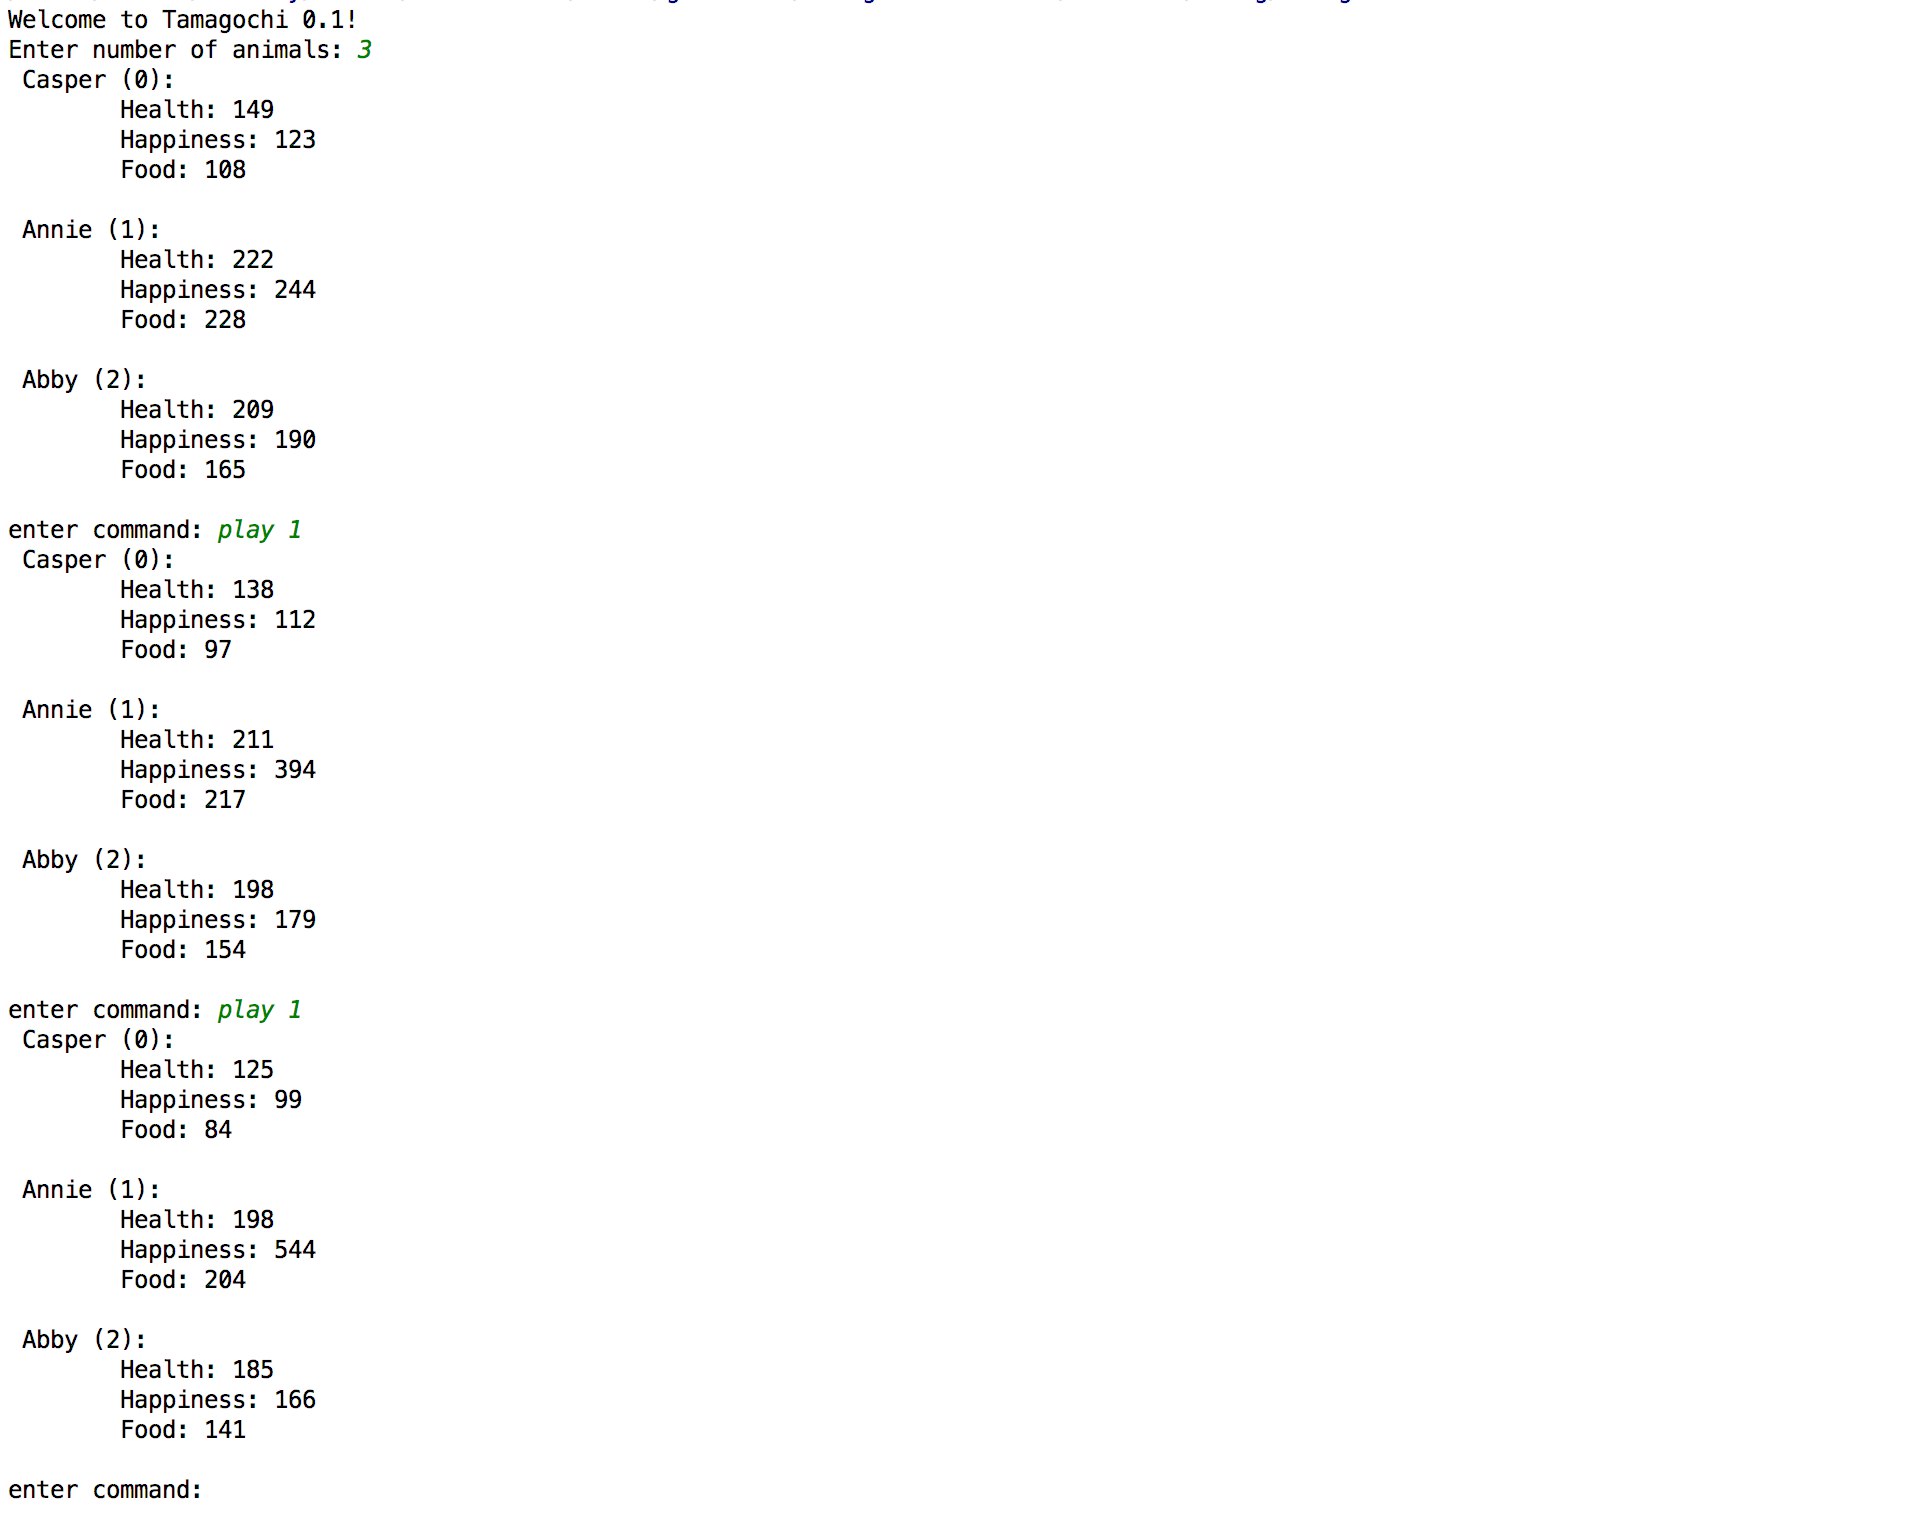 Welcome to Tamagochi 0.1!
Enter number of animals: 3
Casper (0):
Health: 149
Happiness: 123
Food: 108
Annie (1):
Health: 222
Happiness: 244
Food: 228
Abby (2):
Health: 209
Happiness: 190
Food: 165
enter command: play 1
Casper (0):
Health: 138
Happiness: 112
Food: 97
Annie (1):
Health: 211
Happiness: 394
Food: 217
Abby (2):
Health: 198
Happiness: 179
Food: 154
enter command: play 1
Casper (0):
Health: 125
Happiness: 99
Food: 84
Annie (1):
Health: 198
Happiness: 544
Food: 204
Abby (2):
Health: 185
Happiness: 166
Food: 141
enter command: